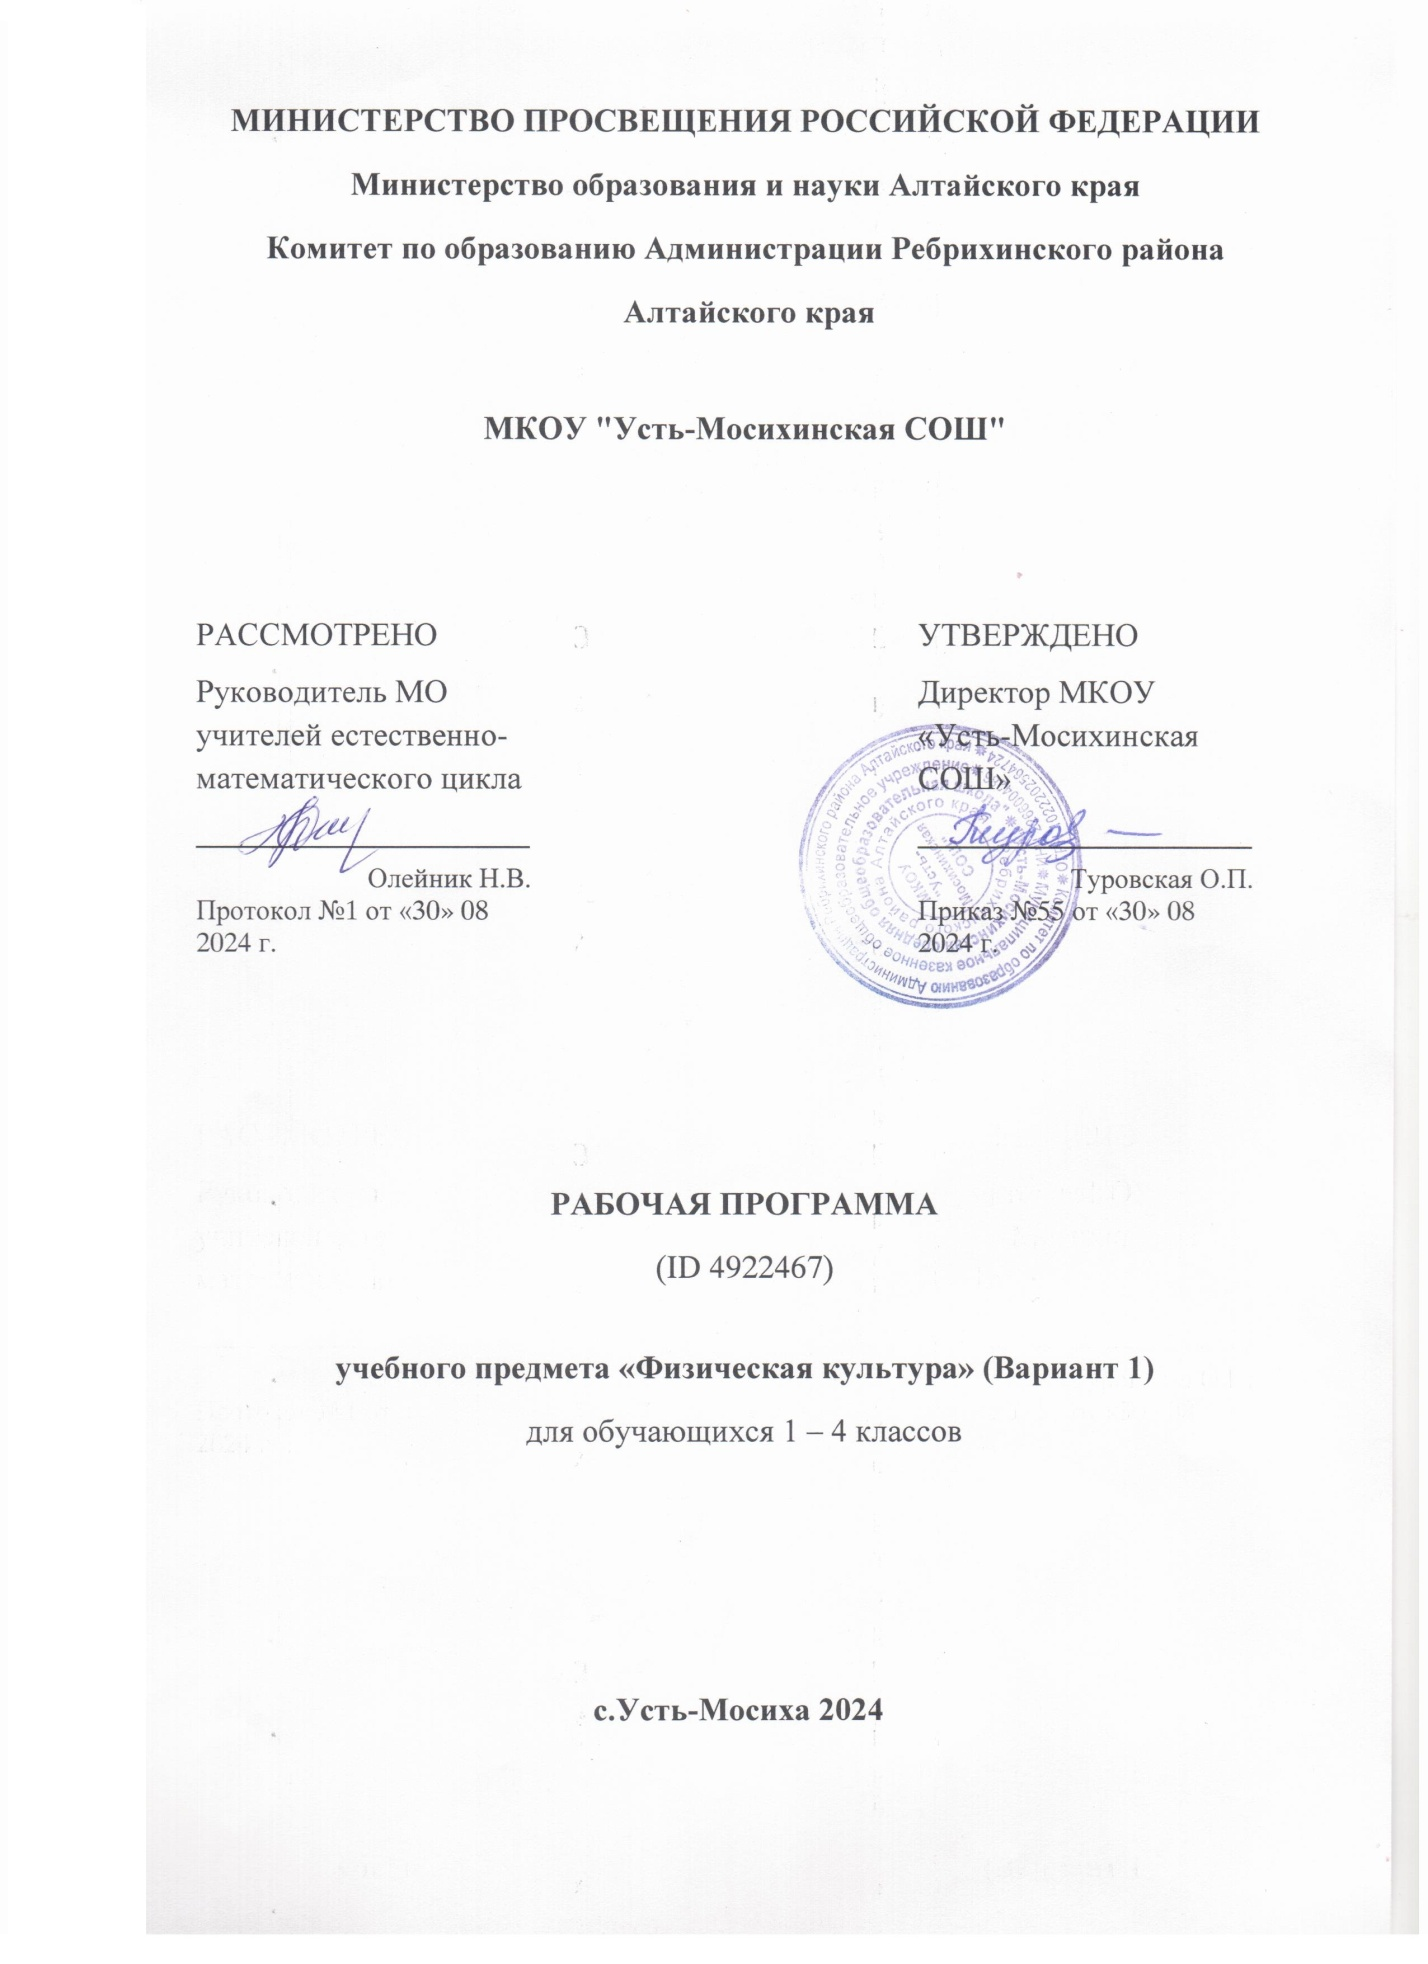 МИНИСТЕРСТВО ПРОСВЕЩЕНИЯ РОССИЙСКОЙ ФЕДЕРАЦИИ
Министерство образования и науки Алтайского края
Комитет по образованию Администрации Ребрихинского района
Алтайского края
МКОУ "Усть-Мосихинская СОШ"
РАССМОТРЕНО
Руководитель МО
учителей естественно-
математического цикла
Олейник Н.В.
Протокол №1 от «30» 08
2024 г.
УТВЕРЖДЕНО
Директор МКОУ
«Усть-Мосихинская
СОШ»
Туровская О.П.
Приказ №55 от «30» 08
2024 г.
РАБОЧАЯ ПРОГРАММА
(ID 4922467)
учебного предмета «Физическая культура» (Вариант 1)
для обучающихся 1 – 4 классов
с.Усть-Мосиха 2024